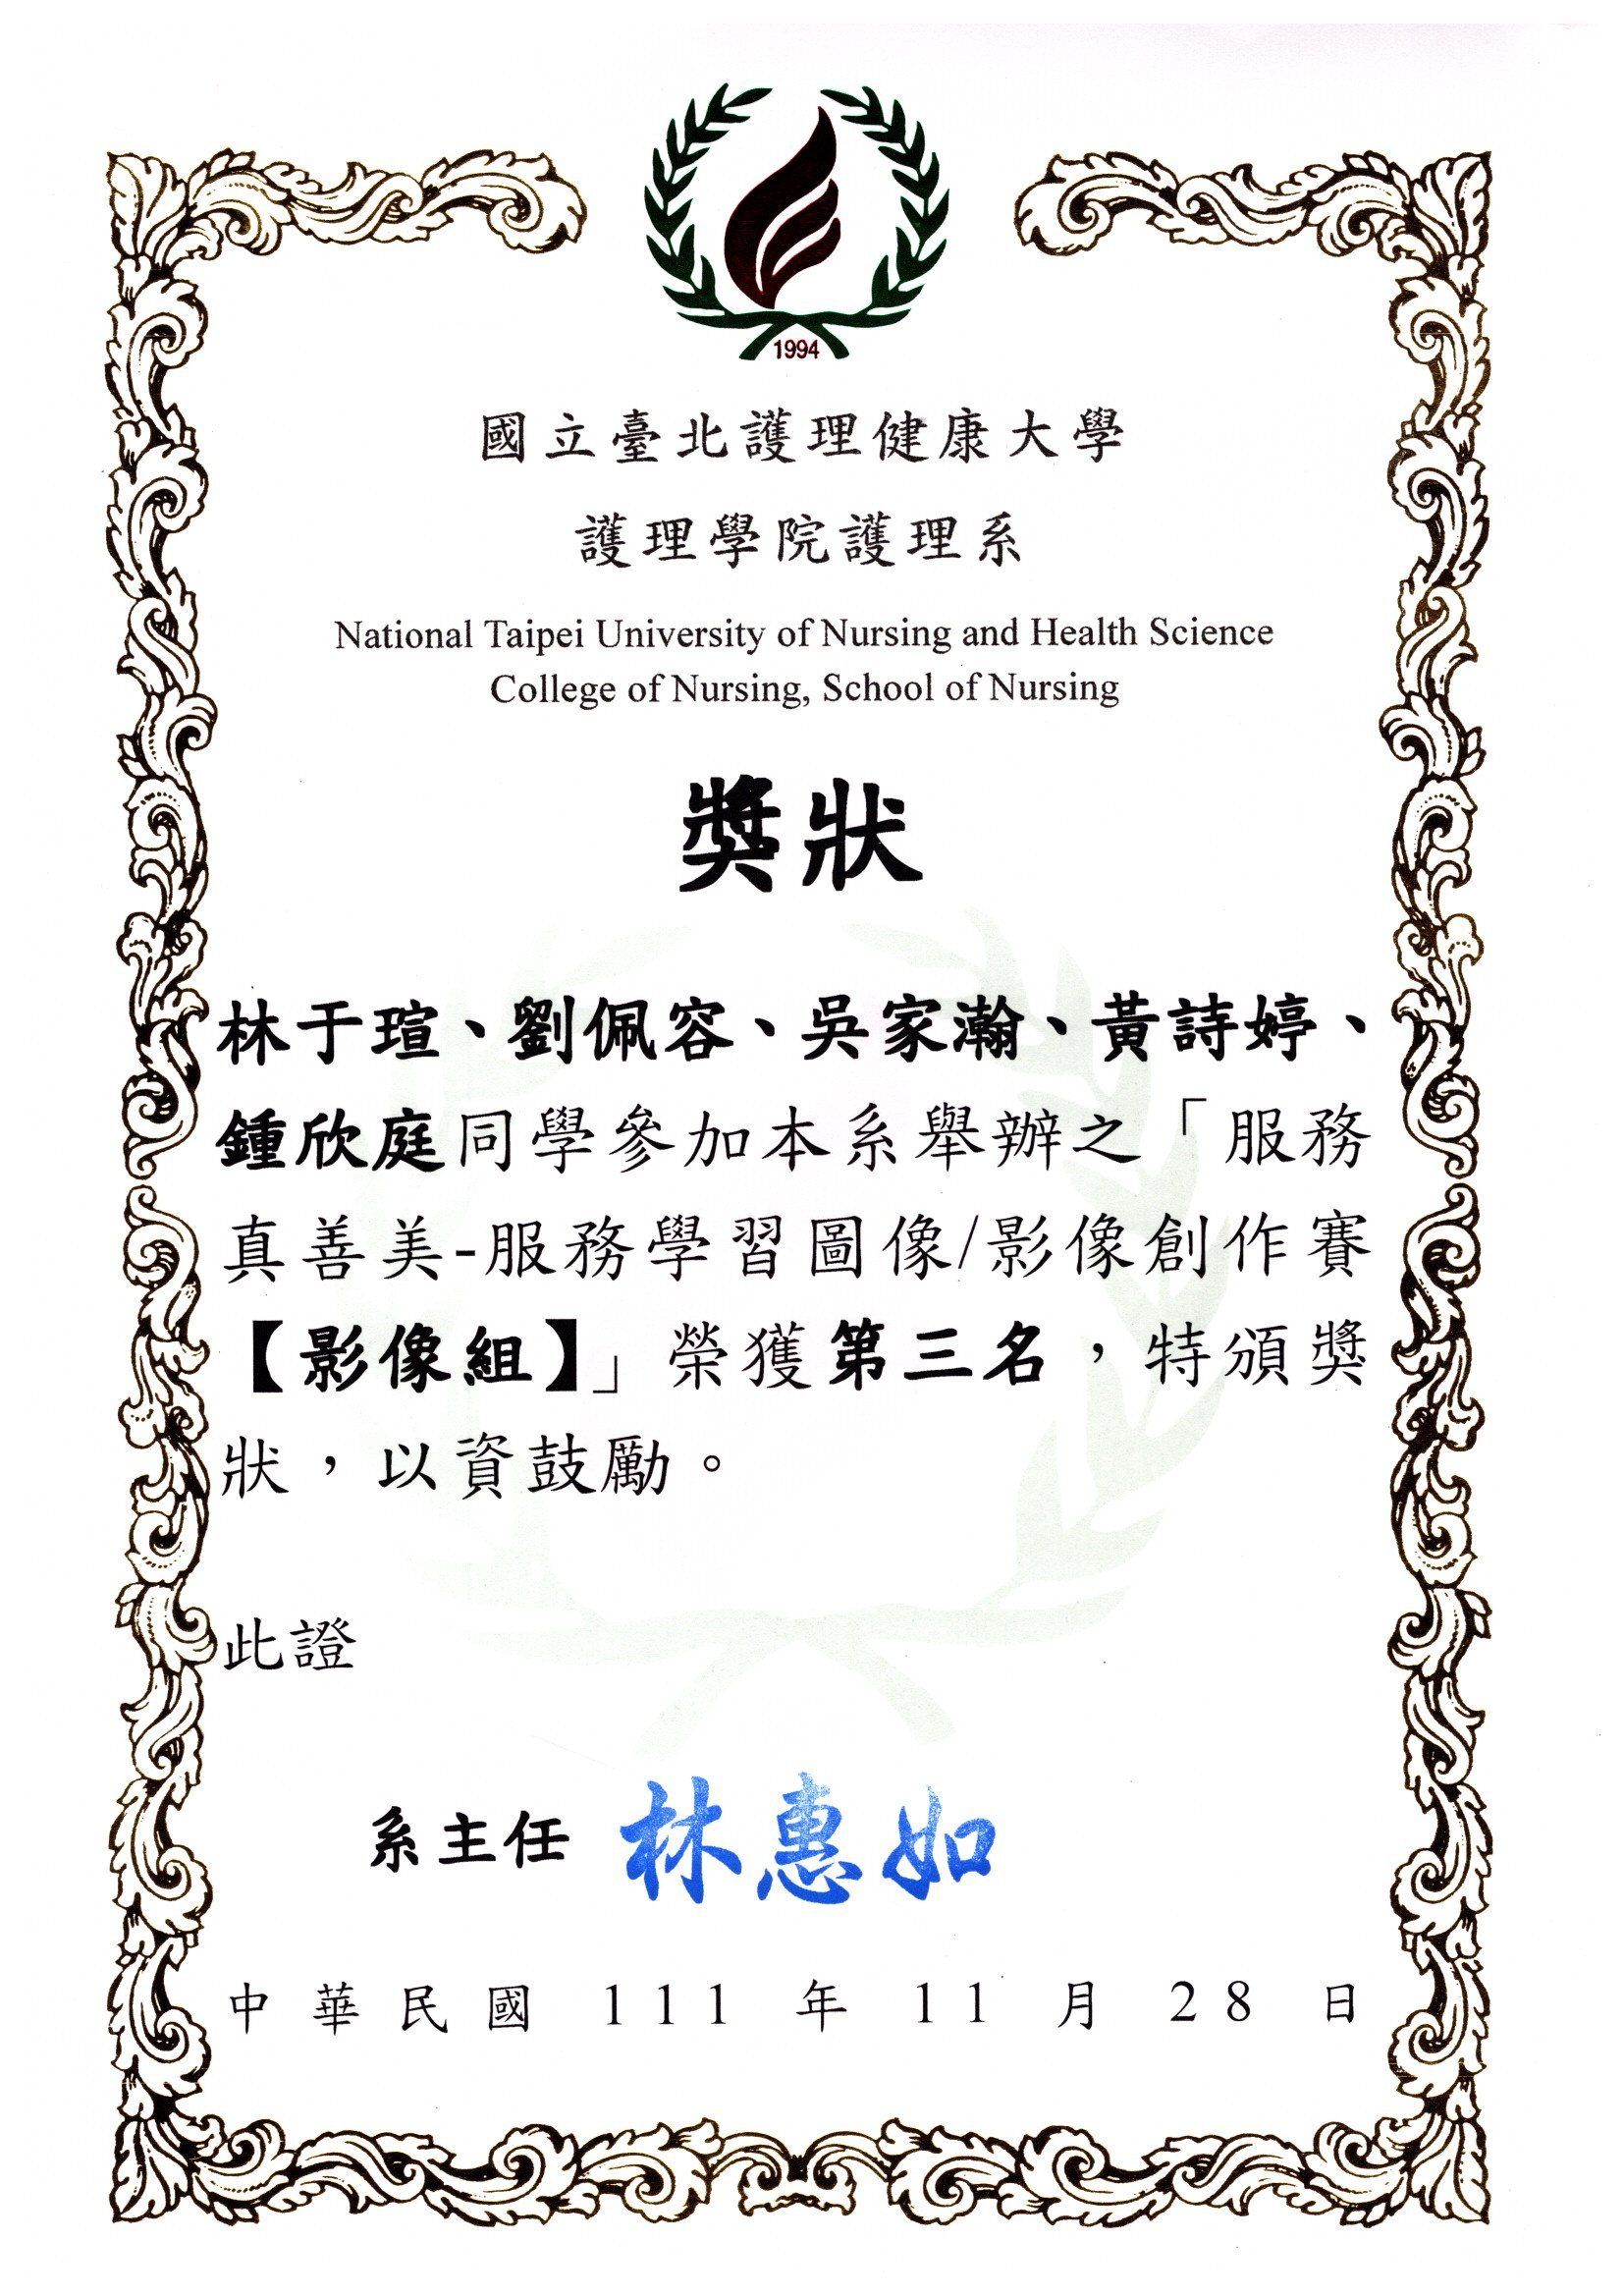 1994
國立臺北護理健康大學
護理學院護理系
National Taipei University of Nursing and Health Science
College of Nursing, School of Nursing
獎狀
林于瑄、劉佩容、吳家瀚、黃詩婷、
鍾欣庭同學參加本系舉辦之「服務
真善美-服務學習圖像/影像創作賽
【影像組】」榮獲第三名，特頒獎
狀，以資鼓勵。
此證
系主任 林惠如
中華民國 111 年 11 月 28 日